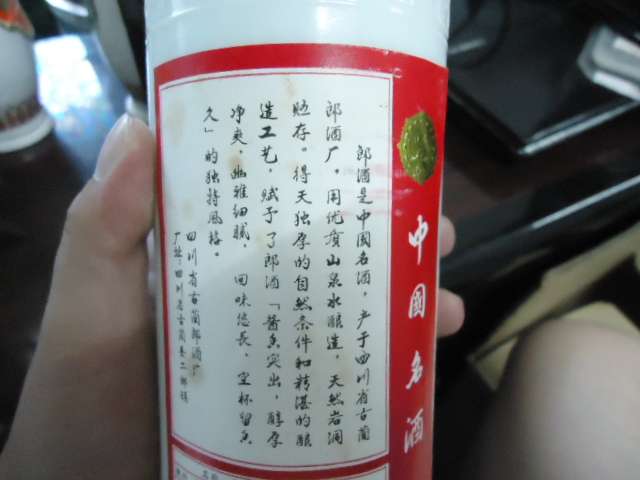 中國名酒
郎酒是中國名酒，产于四川省古藺
郎酒厂，用优质山泉水酿造，天然岩洞
贮存。得天独厚的自然条件和精湛的酿
造工艺，赋予了郎酒「酱香突出，醇厚
净爽，幽雅细腻，回味悠長，空杯留香
久」的独特風格。
四川省古藺郎酒厂
厂址：四川省古藺县二郎镇